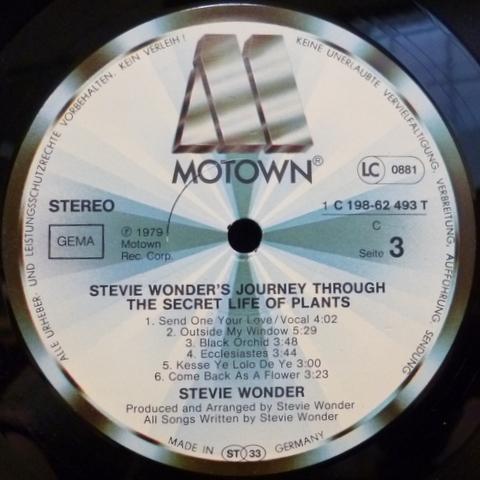 ALLE URHEBER- UND LEISTUNGSSCHUTZRECHTE VORBEHALTEN. KEIN VERLEIH! KEINE UNERLAUBTE VERVIELFÄLTIGUNG, VERBREITUNG, AUFFÜHRUNG, SENDUNG
M
MOTOWN®
LC 0881
STEREO
1 C 198-62 493 T
GEMA
℗ 1979
Motown
Rec. Corp.
C
Seite 3
STEVIE WONDER'S JOURNEY THROUGH
THE SECRET LIFE OF PLANTS
1. Send One Your Love/Vocal 4:02
2. Outside My Window 5:29
3. Black Orchid 3:48
4. Ecclesiastes 3:44
5. Kesse Ye Lolo De Ye 3:00
6. Come Back As A Flower 3:23
STEVIE WONDER
Produced and Arranged by Stevie Wonder
All Songs Written by Stevie Wonder
MADE IN ST 33 GERMANY